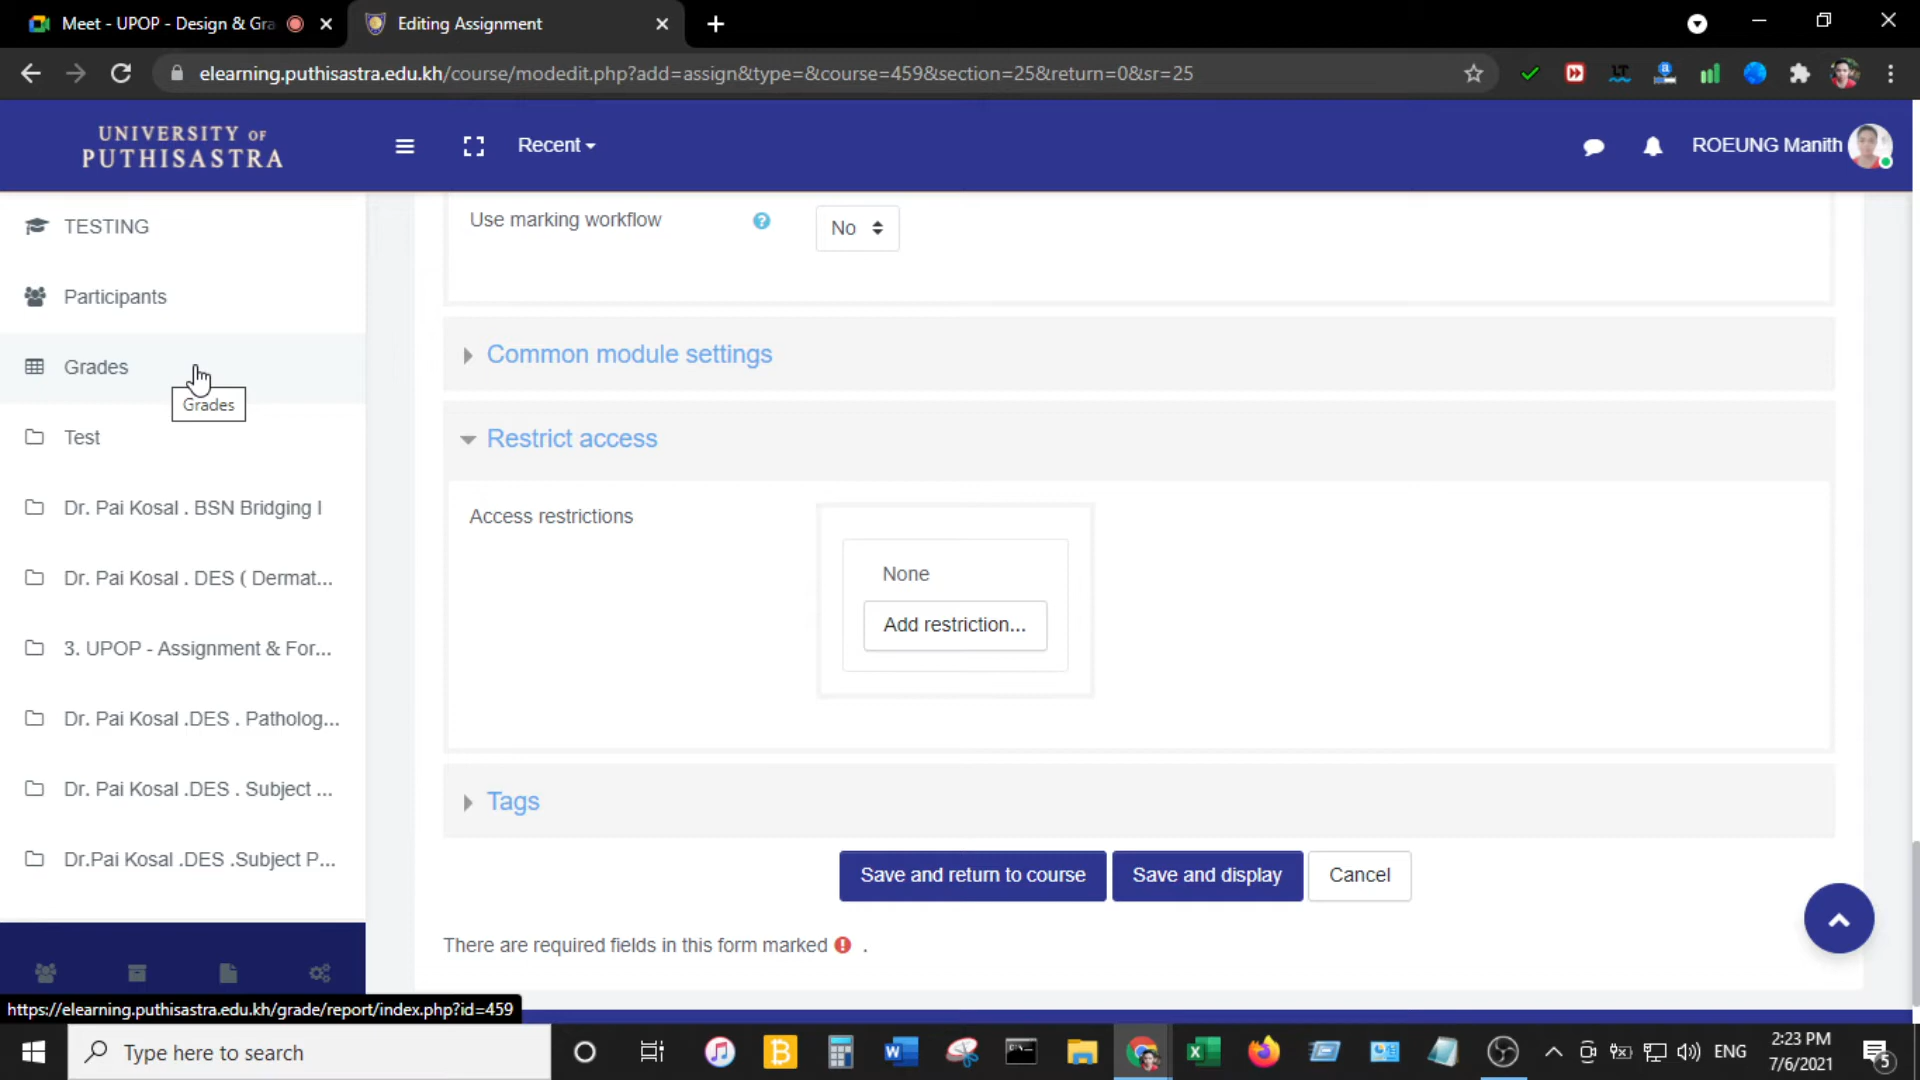 Meet - UPOP - Design & Gra
Editing Assignment
elearning.puthisastra.edu.kh/course/modedit.php?add=assign&type=&course=459&section=25&return=0&sr=25
UNIVERSITY OF
PUTHISASTRA
Recent
ROEUNG Manith
TESTING
Participants
Grades
Grades
Test
Dr. Pai Kosal . BSN Bridging I
Dr. Pai Kosal . DES ( Dermat...
3. UPOP - Assignment & For...
Dr. Pai Kosal .DES . Patholog...
Dr. Pai Kosal .DES . Subject ...
Dr.Pai Kosal .DES .Subject P...
Use marking workflow
No
Common module settings
Restrict access
Access restrictions
None
Add restriction...
Tags
Save and return to course
Save and display
Cancel
There are required fields in this form marked .
https://elearning.puthisastra.edu.kh/grade/report/index.php?id=459
Type here to search
ENG
2:23 PM
7/6/2021
5